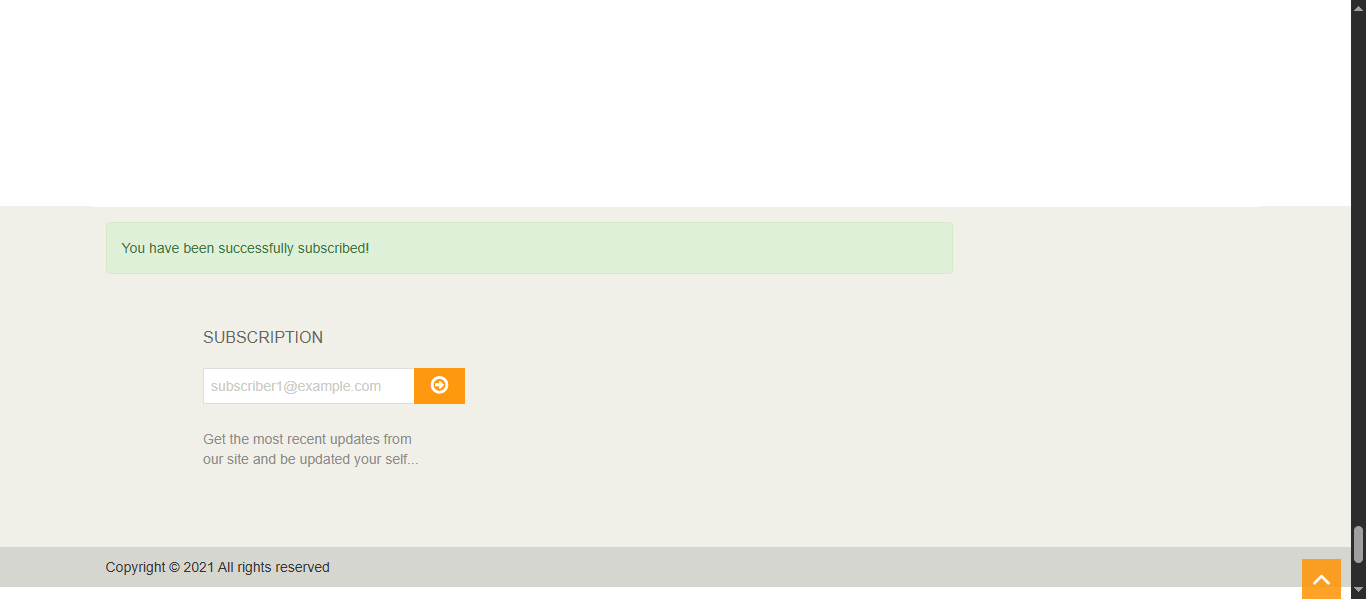 You have been successfully subscribed!
SUBSCRIPTION
subscriber1@example.com
Get the most recent updates from
our site and be updated your self...
Copyright © 2021 All rights reserved